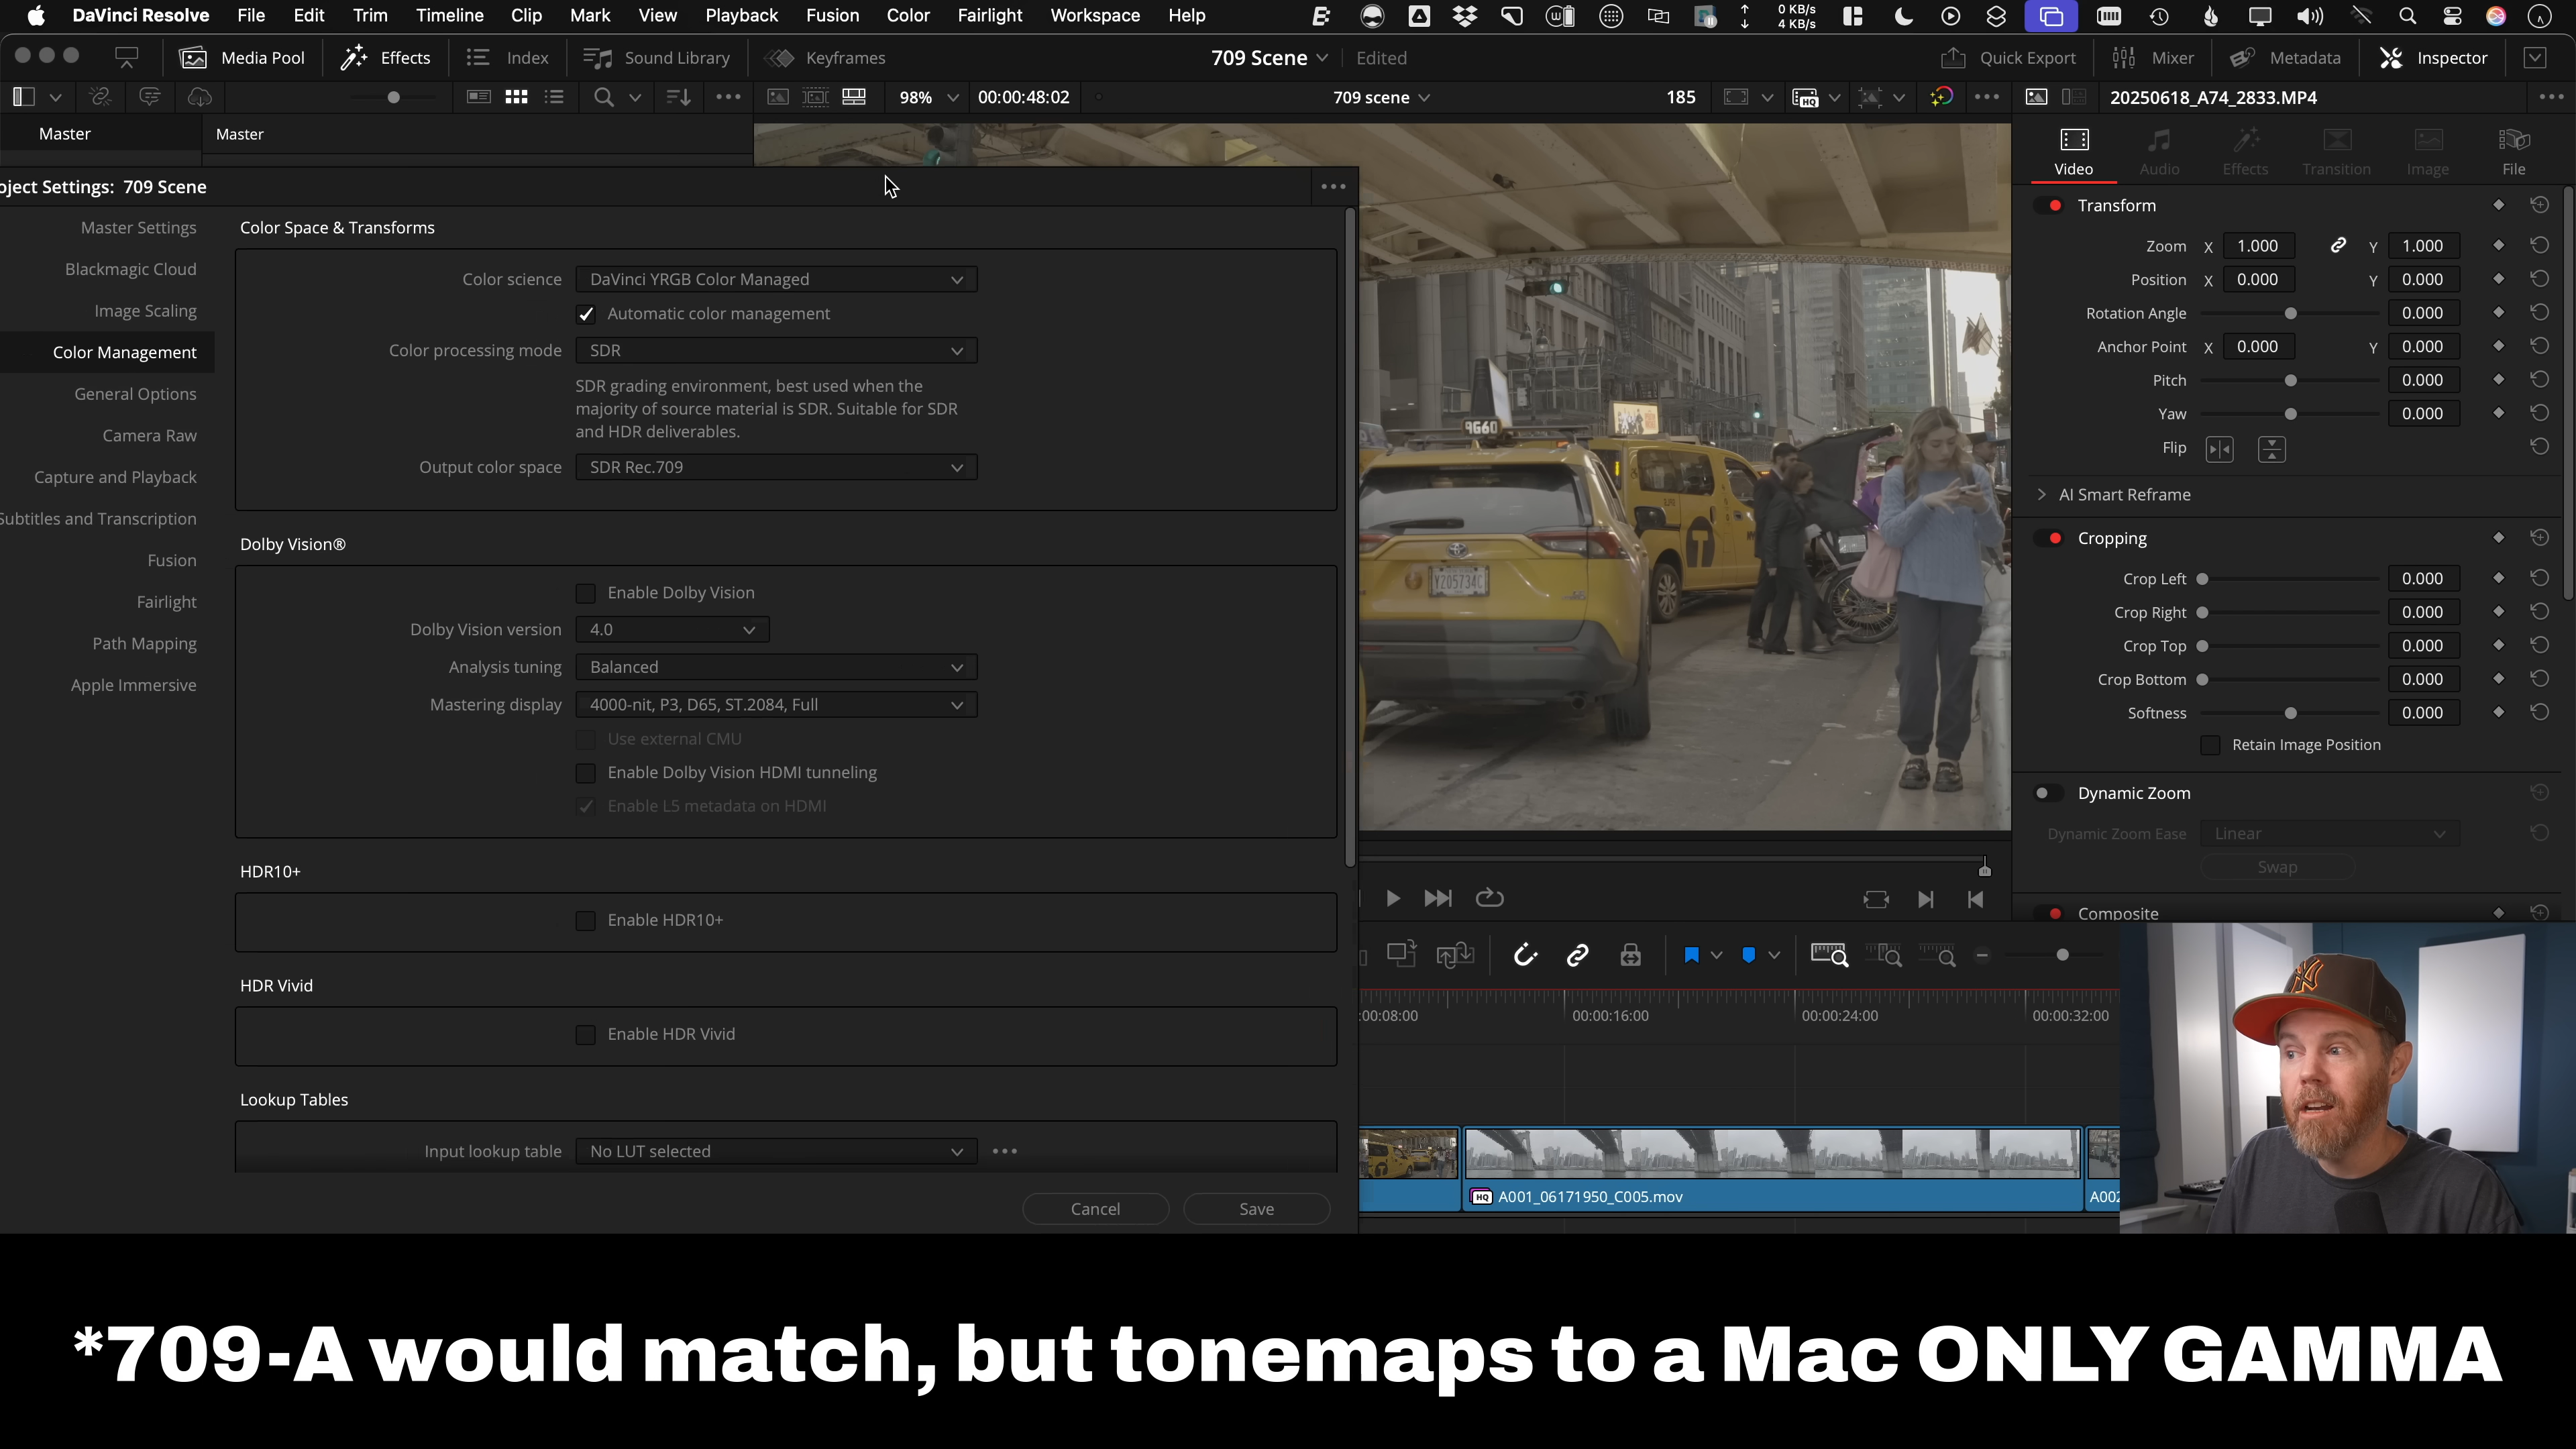 DaVinci Resolve File Edit Trim Timeline Clip Mark View Playback Fusion Color Fairlight Workspace Help 0 KB/s 4 KB/s
Media Pool Effects Index Sound Library Keyframes 709 Scene Edited Quick Export Mixer Metadata Inspector
98% 00:00:48:02 709 scene 185 HQ 20250618_A74_2833.MP4
Master Master
Video Audio Effects Transition Image File
oject Settings: 709 Scene
Master Settings
Blackmagic Cloud
Image Scaling
Color Management
General Options
Camera Raw
Capture and Playback
Subtitles and Transcription
Fusion
Fairlight
Path Mapping
Apple Immersive
Color Space & Transforms
Color science DaVinci YRGB Color Managed
Automatic color management
Color processing mode SDR
SDR grading environment, best used when the
majority of source material is SDR. Suitable for SDR
and HDR deliverables.
Output color space SDR Rec.709
Dolby Vision®
Enable Dolby Vision
Dolby Vision version 4.0
Analysis tuning Balanced
Mastering display 4000-nit, P3, D65, ST.2084, Full
Use external CMU
Enable Dolby Vision HDMI tunneling
Enable L5 metadata on HDMI
HDR10+
Enable HDR10+
HDR Vivid
Enable HDR Vivid
Lookup Tables
Input lookup table No LUT selected
Cancel Save
9G60
Y205734C
T
Transform
Zoom X 1.000 Y 1.000
Position X 0.000 Y 0.000
Rotation Angle 0.000
Anchor Point X 0.000 Y 0.000
Pitch 0.000
Yaw 0.000
Flip
AI Smart Reframe
Cropping
Crop Left 0.000
Crop Right 0.000
Crop Top 0.000
Crop Bottom 0.000
Softness 0.000
Retain Image Position
Dynamic Zoom
Dynamic Zoom Ease Linear
Swap
Composite
:00:08:00 00:00:16:00 00:00:24:00 00:00:32:00
HQ A001_06171950_C005.mov A002
NY
*709-A would match, but tonemaps to a Mac ONLY GAMMA